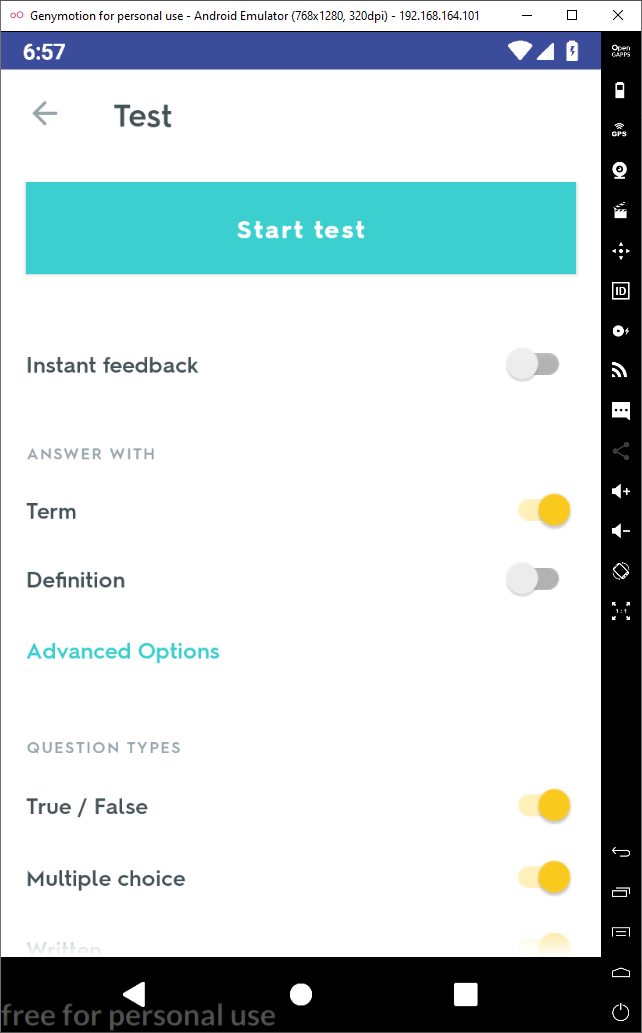 Genymotion for personal use - Android Emulator (768x1280, 320dpi) - 192.168.164.101
6:57
Open
GAPPS
Test
GPS
Start test
ID
Instant feedback
ANSWER WITH
Term
Definition
1:1
Advanced Options
QUESTION TYPES
True / False
Multiple choice
Written
free for personal use